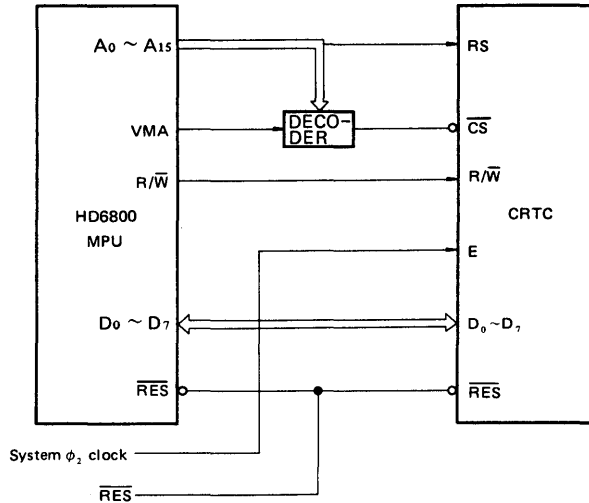 A0 ~ A15
RS
VMA
DECO-
DER
CS
R/W
R/W
HD6800
MPU
CRTC
E
D0 ~ D7
D0~D7
RES
RES
System ϕ2 clock
RES